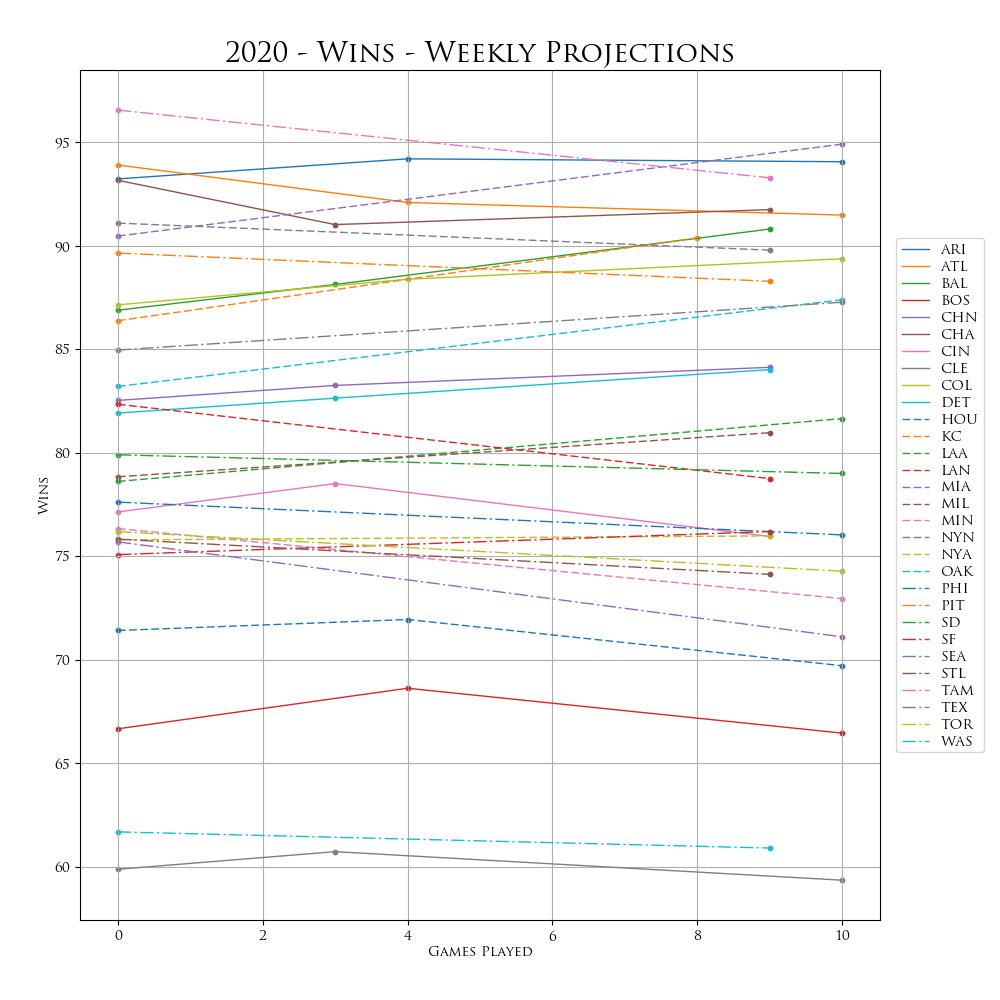 2020 - Wins - Weekly Projections
95
90
85
80
75
70
65
60
Wins
0 2 4 6 8 10
Games Played
ARI
ATL
BAL
BOS
CHN
CHA
CIN
CLE
COL
DET
HOU
KC
LAA
LAN
MIA
MIL
MIN
NYN
NYA
OAK
PHI
PIT
SD
SF
SEA
STL
TAM
TEX
TOR
WAS